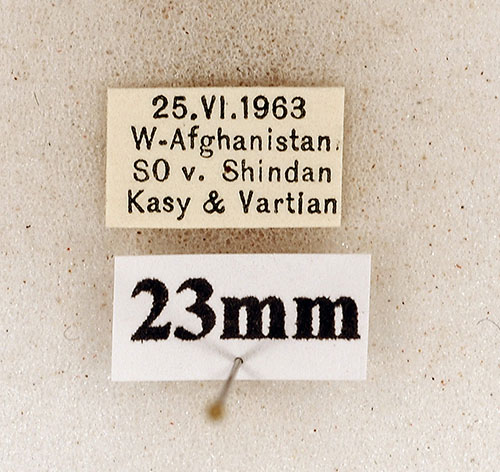 25.VI.1963
W-Afghanistan.
SO v. Shindan
Kasy & Vartian
23mm